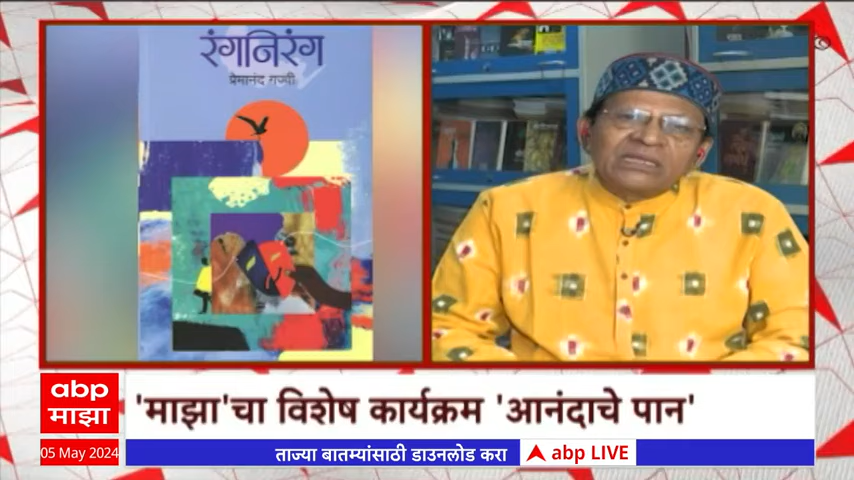 रंगनिरंग
प्रेमानंद गज्वी
abp
माझा
'माझा'चा विशेष कार्यक्रम 'आनंदाचे पान'
05 May 2024
ताज्या बातम्यांसाठी डाउनलोड करा
abp LIVE